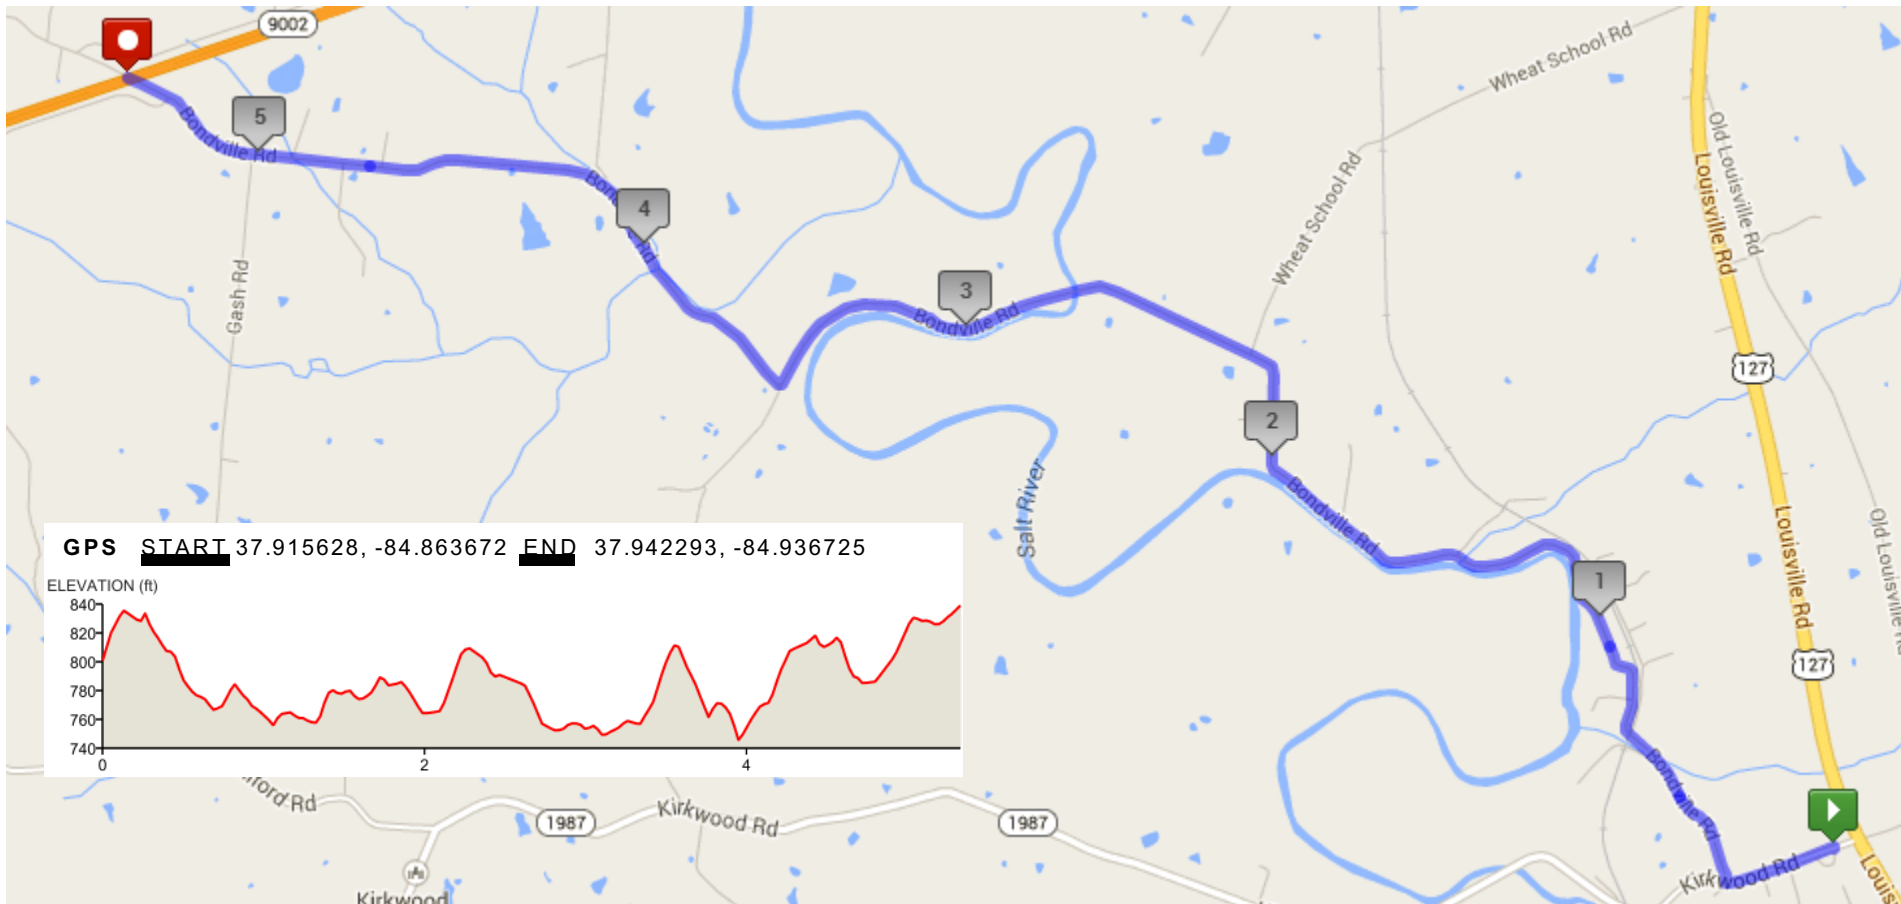 9002
Wheat School Rd
5
Bondville Rd
Old Louisville Rd
Louisville Rd
Wheat School Rd
4
Bon
Rd
Gash Rd
3
Bondville Rd
127
2
Salt River
Bondville Rd
Louisville Rd
Old Louisville Rd
1
127
GPS START 37.915628, -84.863672 END 37.942293, -84.936725
ELEVATION (ft)
840
820
800
780
760
740
0 2 4
fford Rd
1987
Kirkwood Rd
1987
Bondville Rd
Kirkwood Rd
Louis
Kirkwood